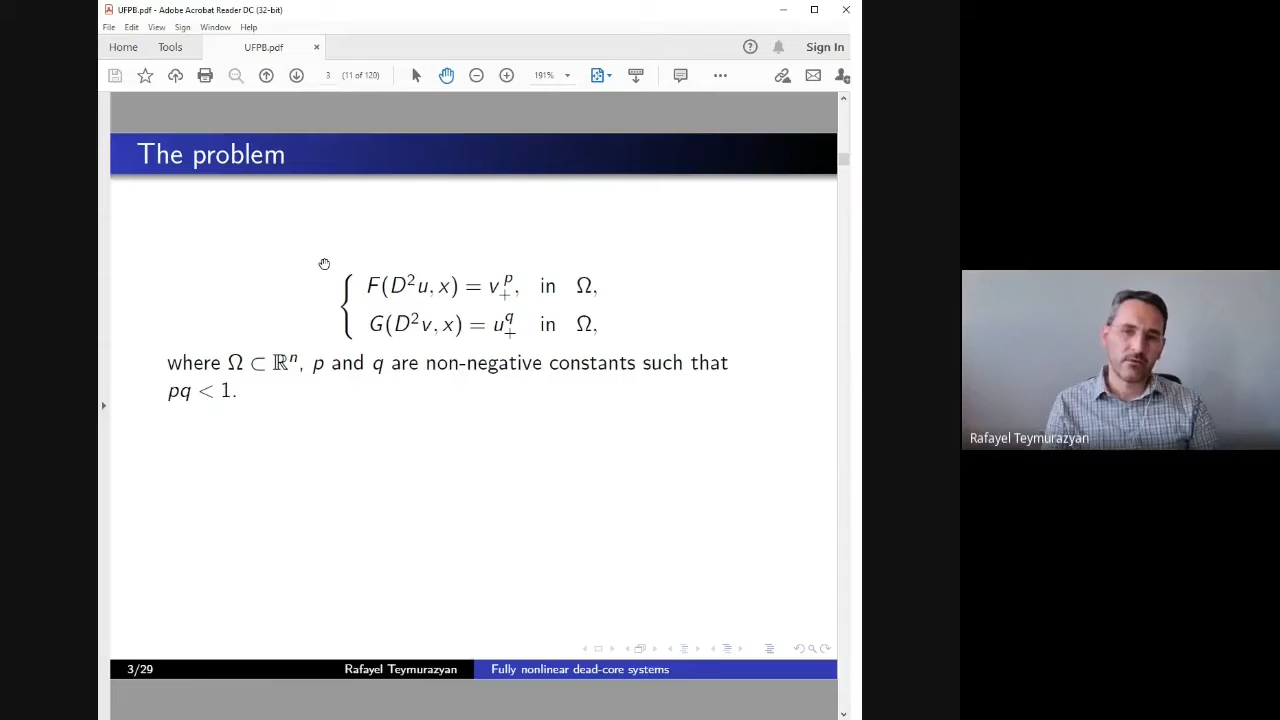 UFPB.pdf - Adobe Acrobat Reader DC (32-bit)
File Edit View Sign Window Help
Home Tools UFPB.pdf × Sign In
3 (11 of 120) 191%
The problem
F(D²u, x) = v₊ᵖ, in Ω,
G(D²v, x) = u₊^q in Ω,
where Ω ⊂ ℝⁿ, p and q are non-negative constants such that
pq < 1.
3/29 Rafayel Teymurazyan Fully nonlinear dead-core systems
Rafayel Teymurazyan